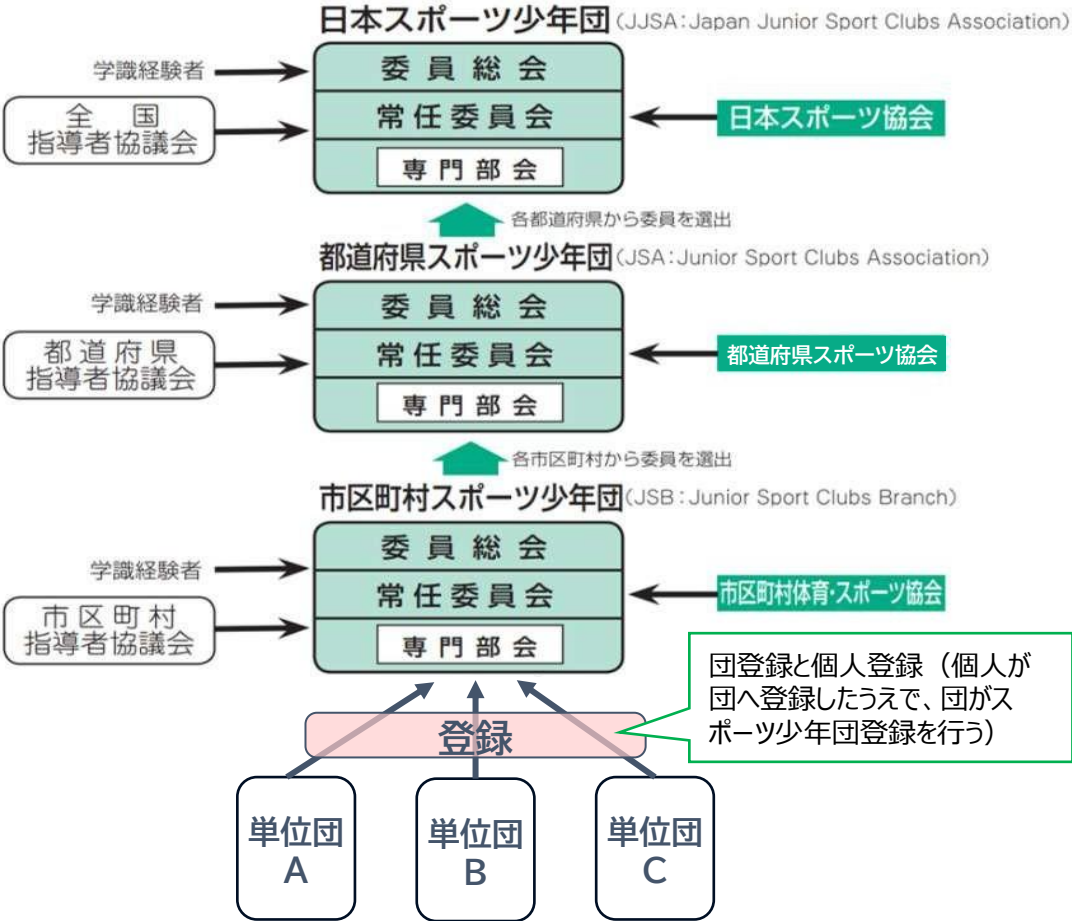 日本スポーツ少年団(JJSA:Japan Junior Sport Clubs Association)
学識経験者
委員総会
全国
指導者協議会
常任委員会
日本スポーツ協会
専門部会
各都道府県から委員を選出
都道府県スポーツ少年団(JSA:Junior Sport Clubs Association)
学識経験者
委員総会
都道府県
指導者協議会
常任委員会
都道府県スポーツ協会
専門部会
各市区町村から委員を選出
市区町村スポーツ少年団(JSB:Junior Sport Clubs Branch)
学識経験者
委員総会
市区町村
指導者協議会
常任委員会
市区町村体育・スポーツ協会
専門部会
団登録と個人登録（個人が
団へ登録したうえで、団がス
ポーツ少年団登録を行う）
登録
単位団
A
単位団
B
単位団
C